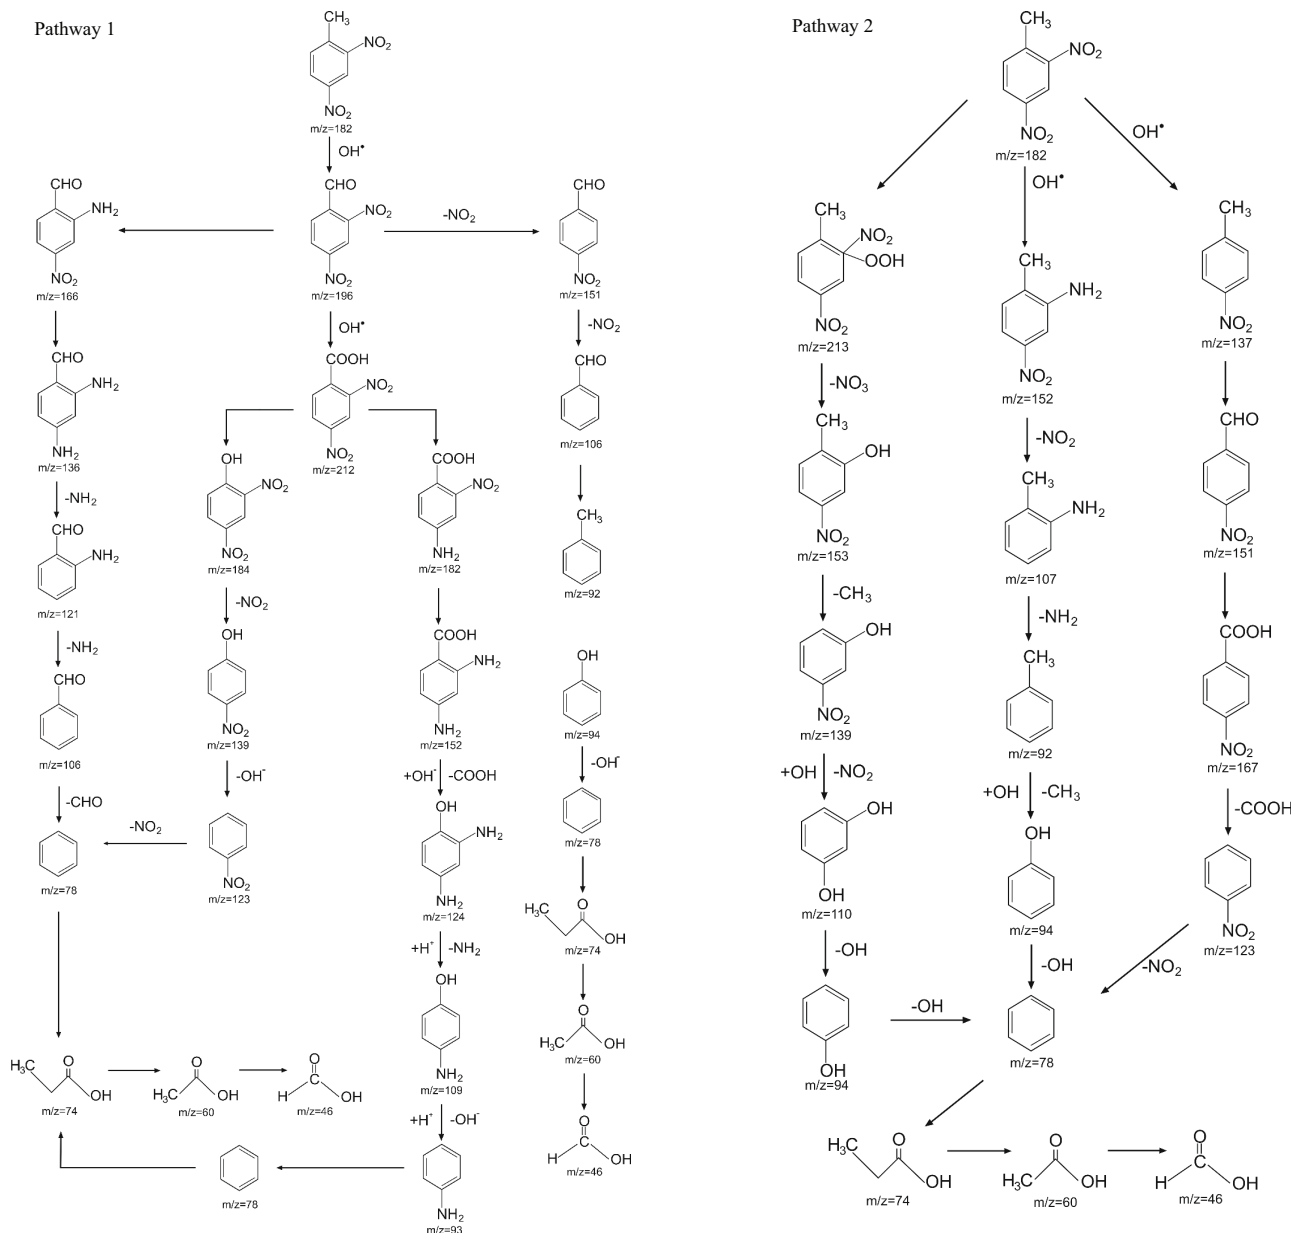 Pathway 1
CH3
NO2
NO2
m/z=182
OH•
CHO
NH2
NO2
m/z=166
CHO
NO2
NO2
m/z=196
-NO2
CHO
NO2
m/z=151
OH•
-NO2
CHO
NH2
NH2
m/z=136
COOH
NO2
NO2
m/z=212
CHO
m/z=106
-NH2
OH
NO2
NO2
m/z=184
COOH
NO2
NH2
m/z=182
CH3
m/z=92
CHO
NH2
m/z=121
-NO2
-NH2
OH
NO2
m/z=139
COOH
NH2
NH2
m/z=152
OH
m/z=94
CHO
m/z=106
-OH-
+OH-
-COOH
-OH-
-CHO
m/z=78
-NO2
NO2
m/z=123
OH
NH2
NH2
m/z=124
m/z=78
+H+
-NH2
H3C
O
OH
m/z=74
OH
NH2
m/z=109
O
H3C
OH
m/z=60
H3C
O
OH
m/z=74
O
H3C
OH
m/z=60
O
C
H
OH
m/z=46
+H+
-OH-
O
C
H
OH
m/z=46
m/z=78
NH2
m/z=93
Pathway 2
CH3
NO2
NO2
m/z=182
OH•
OH•
CH3
NO2
OOH
NO2
m/z=213
CH3
NH2
NO2
m/z=152
CH3
NO2
m/z=137
-NO3
-NO2
CH3
OH
NO2
m/z=153
CH3
NH2
m/z=107
CHO
NO2
m/z=151
-CH3
-NH2
OH
NO2
m/z=139
CH3
m/z=92
COOH
NO2
m/z=167
+OH
-NO2
+OH
-CH3
-COOH
OH
OH
m/z=110
OH
m/z=94
NO2
m/z=123
-OH
-OH
-NO2
OH
m/z=94
-OH
m/z=78
H3C
O
OH
m/z=74
O
H3C
OH
m/z=60
O
C
H
OH
m/z=46